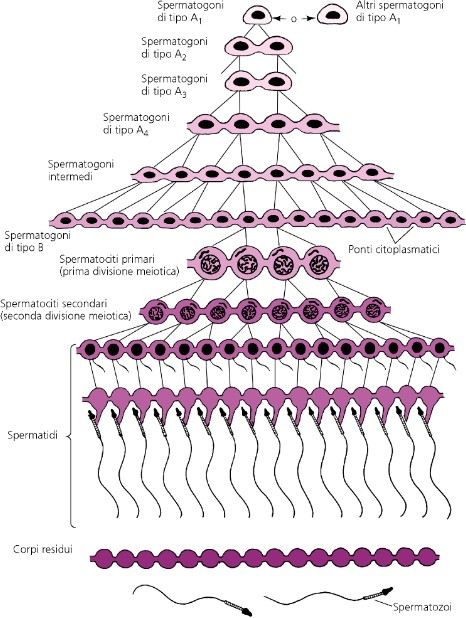 Spermatogoni
di tipo A1
o
Altri spermatogoni
di tipo A1
Spermatogoni
di tipo A2
Spermatogoni
di tipo A3
Spermatogoni
di tipo A4
Spermatogoni
intermedi
Spermatogoni
di tipo B
Ponti citoplasmatici
Spermatociti primari
(prima divisione meiotica)
Spermatociti secondari
(seconda divisione meiotica)
Spermatidi
Corpi residui
Spermatozoi